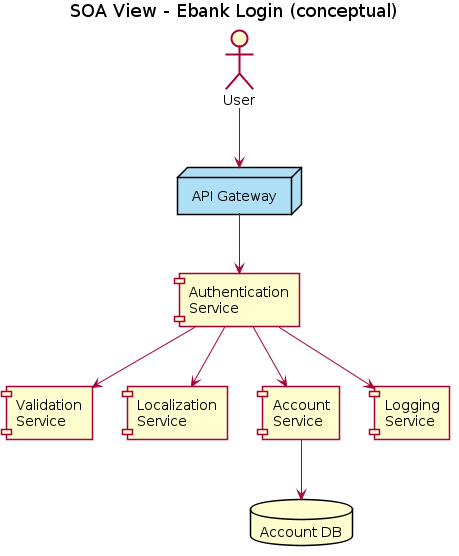 SOA View - Ebank Login (conceptual)
User
API Gateway
Authentication
Service
Validation
Service
Localization
Service
Account
Service
Logging
Service
Account DB